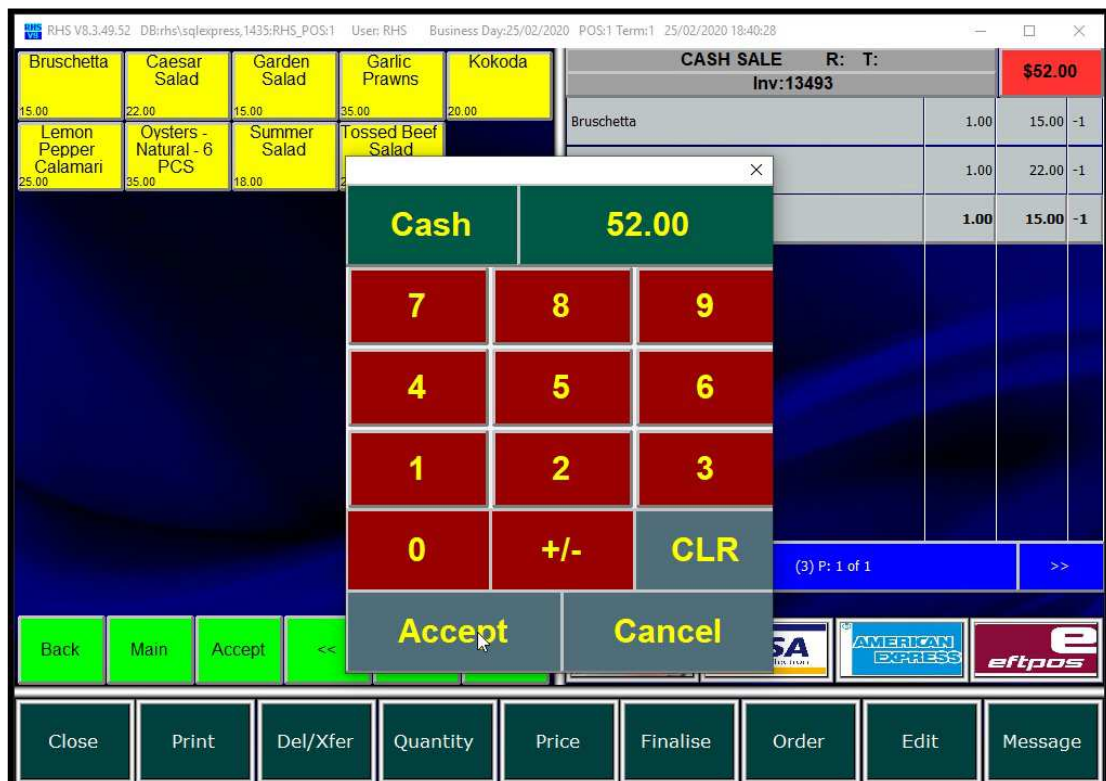 RHS V8 RHS V8.3.49.52 DB:rhs\sqlexpress,1435:RHS_POS:1 User: RHS Business Day:25/02/2020 POS:1 Term:1 25/02/2020 18:40:28
Bruschetta
15.00
Caesar
Salad
22.00
Garden
Salad
15.00
Garlic
Prawns
35.00
Kokoda
20.00
Lemon
Pepper
Calamari
25.00
Oysters -
Natural - 6
PCS
35.00
Summer
Salad
18.00
Tossed Beef
Salad
CASH SALE R: T:
Inv:13493
$52.00
Bruschetta 1.00 15.00 -1
1.00 22.00 -1
1.00 15.00 -1
Cash 52.00
7 8 9
4 5 6
1 2 3
0 +/- CLR
Accept Cancel
(3) P: 1 of 1 >>
Back Main Accept <<
SA
AMERICAN
EXPRESS
eftpos
Close Print Del/Xfer Quantity Price Finalise Order Edit Message